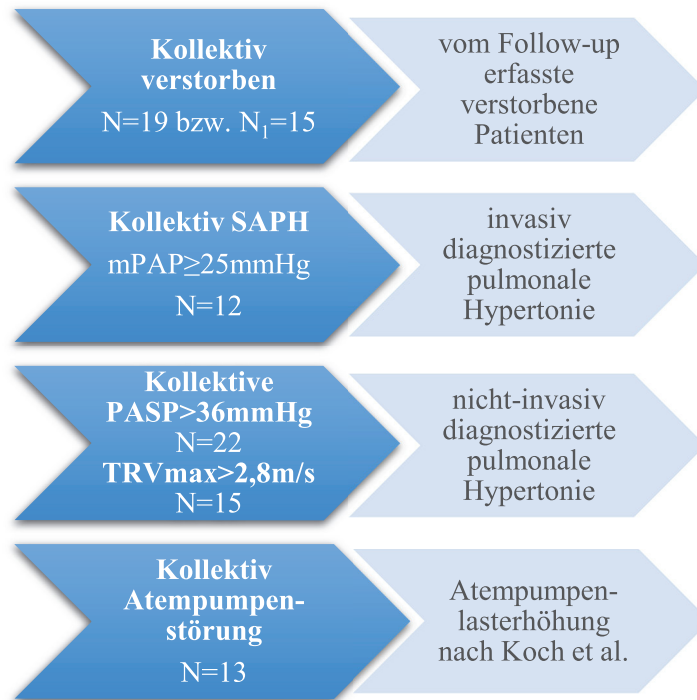 Kollektiv
verstorben
N=19 bzw. N₁=15
vom Follow-up
erfasste
verstorbene
Patienten
Kollektiv SAPH
mPAP≥25mmHg
N=12
invasiv
diagnostizierte
pulmonale
Hypertonie
Kollektive
PASP>36mmHg
N=22
TRVmax>2,8m/s
N=15
nicht-invasiv
diagnostizierte
pulmonale
Hypertonie
Kollektiv
Atempumpen-
störung
N=13
Atempumpen-
lasterhöhung
nach Koch et al.